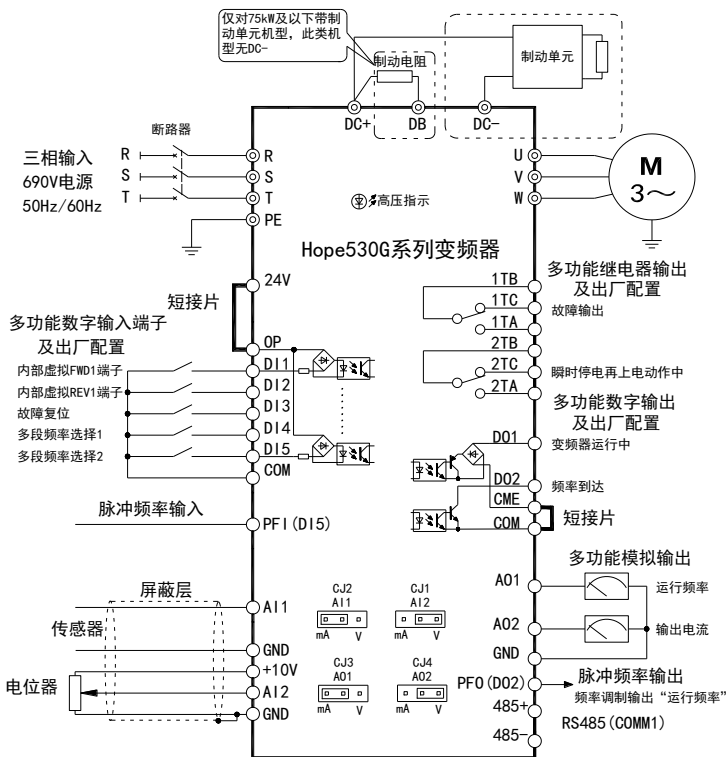 仅对75kW及以下带制
动单元机型，此类机
型无DC-
制动电阻
制动单元
DC+
DB
DC-
断路器
三相输入
690V电源
50Hz/60Hz
R
S
T
R
S
T
PE
U
V
W
M
3～
高压指示
Hope530G系列变频器
24V
短接片
OP
多功能数字输入端子
及出厂配置
内部虚拟FWD1端子
DI1
内部虚拟REV1端子
DI2
故障复位
DI3
多段频率选择1
DI4
多段频率选择2
DI5
COM
脉冲频率输入
PFI(DI5)
屏蔽层
AI1
传感器
GND
+10V
电位器
AI2
GND
CJ2
AI1
mA V
CJ1
AI2
mA V
CJ3
AO1
mA V
CJ4
AO2
mA V
多功能继电器输出
及出厂配置
1TB
1TC
故障输出
1TA
2TB
2TC
瞬时停电再上电动作中
2TA
多功能数字输出
及出厂配置
DO1
变频器运行中
DO2
频率到达
CME
COM
短接片
多功能模拟输出
AO1
运行频率
AO2
输出电流
GND
PFO(DO2)
脉冲频率输出
频率调制输出“运行频率”
485+
RS485(COMM1)
485-